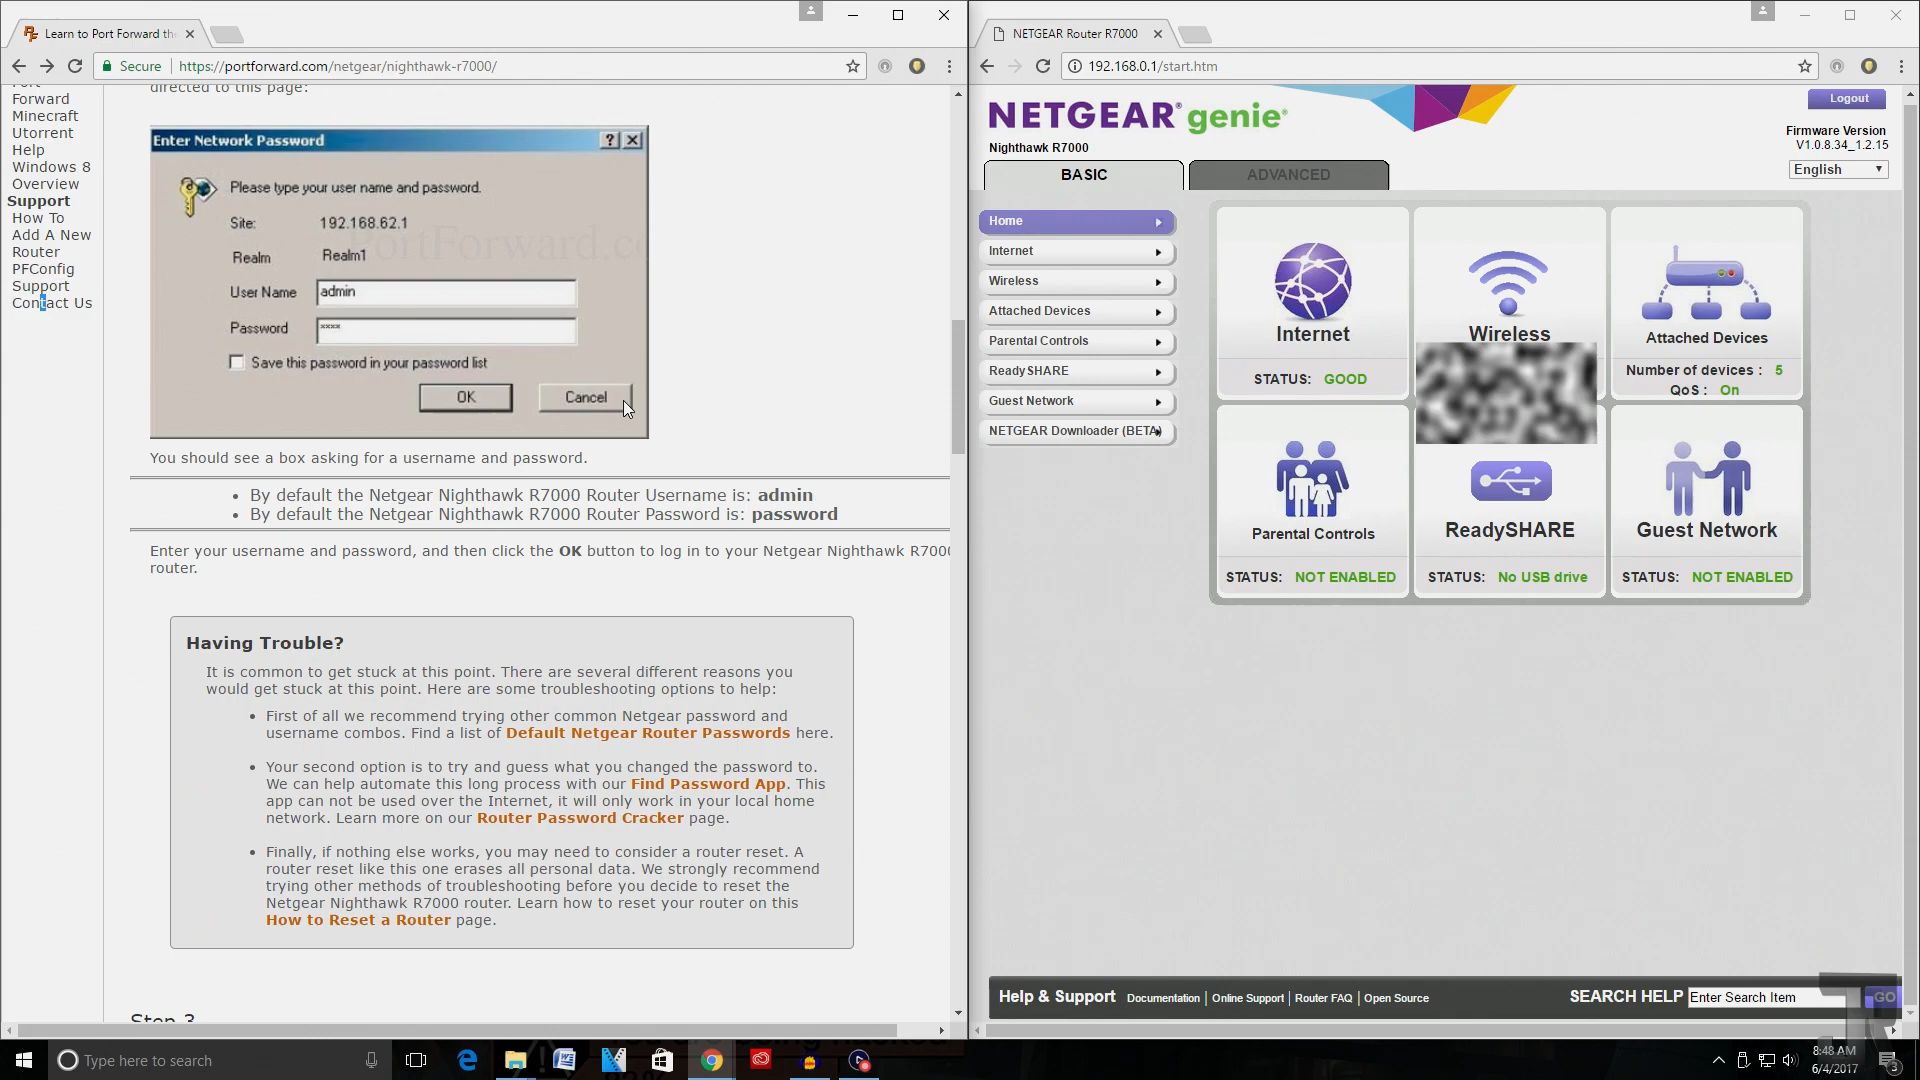 Learn to Port Forward the
Secure https://portforward.com/netgear/nighthawk-r7000/
Forward
Minecraft
Utorrent
Help
Windows 8
Overview
Support
How To
Add A New
Router
PFConfig
Support
Contact Us
directed to this page:
Enter Network Password
Please type your user name and password.
Site: 192.168.62.1
Realm Realm1
User Name admin
Password ****
Save this password in your password list
OK Cancel
You should see a box asking for a username and password.
• By default the Netgear Nighthawk R7000 Router Username is: admin
• By default the Netgear Nighthawk R7000 Router Password is: password
Enter your username and password, and then click the OK button to log in to your Netgear Nighthawk R7000
router.
Having Trouble?
It is common to get stuck at this point. There are several different reasons you
would get stuck at this point. Here are some troubleshooting options to help:
• First of all we recommend trying other common Netgear password and
username combos. Find a list of Default Netgear Router Passwords here.
• Your second option is to try and guess what you changed the password to.
We can help automate this long process with our Find Password App. This
app can not be used over the Internet, it will only work in your local home
network. Learn more on our Router Password Cracker page.
• Finally, if nothing else works, you may need to consider a router reset. A
router reset like this one erases all personal data. We strongly recommend
trying other methods of troubleshooting before you decide to reset the
Netgear Nighthawk R7000 router. Learn how to reset your router on this
How to Reset a Router page.
Step 3
NETGEAR Router R7000
192.168.0.1/start.htm
NETGEAR® genie®
Nighthawk R7000
Logout
Firmware Version
V1.0.8.34_1.2.15
English
BASIC
ADVANCED
Home
Internet
Wireless
Attached Devices
Parental Controls
ReadySHARE
Guest Network
NETGEAR Downloader (BETA)
Internet
STATUS: GOOD
Wireless
Attached Devices
Number of devices : 5
QoS : On
Parental Controls
STATUS: NOT ENABLED
ReadySHARE
STATUS: No USB drive
Guest Network
STATUS: NOT ENABLED
Help & Support Documentation | Online Support | Router FAQ | Open Source
SEARCH HELP Enter Search Item GO
Type here to search
8:48 AM
6/4/2017
3